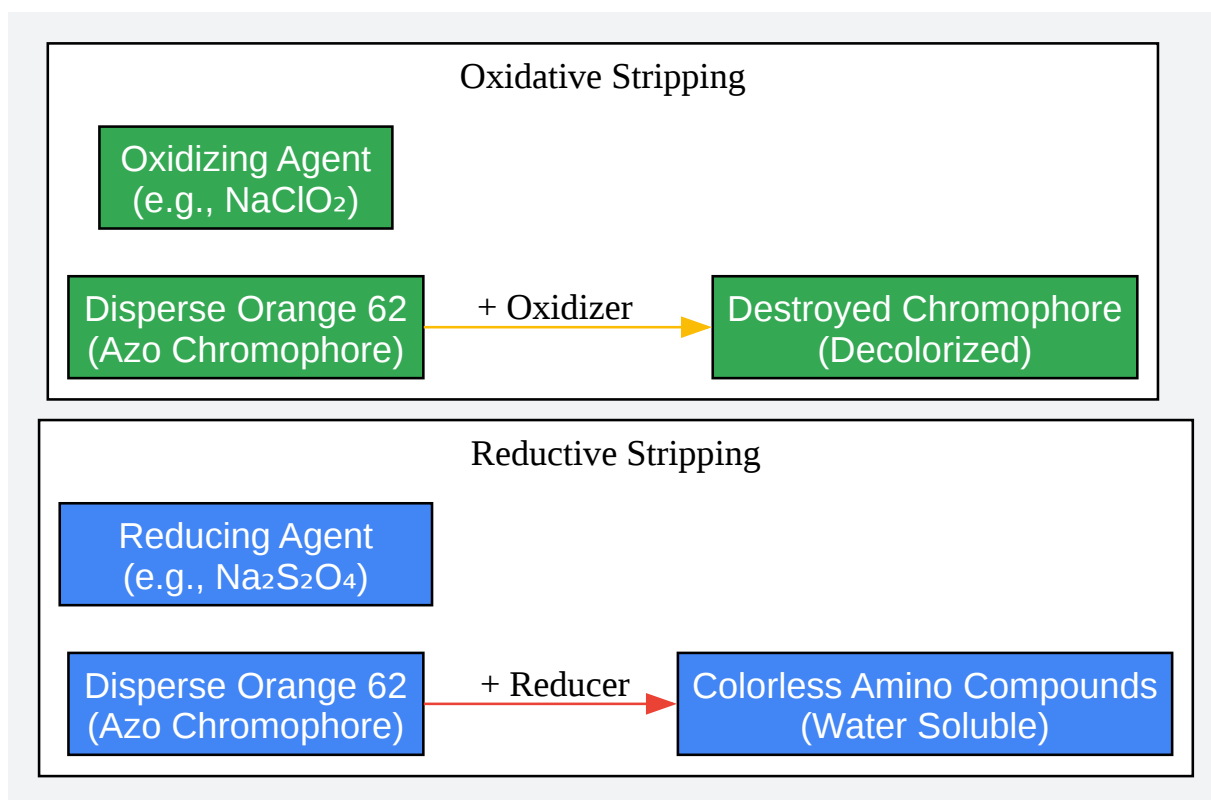 Oxidative Stripping
Oxidizing Agent
(e.g., NaClO₂)
Disperse Orange 62
(Azo Chromophore)
+ Oxidizer
Destroyed Chromophore
(Decolorized)
Reductive Stripping
Reducing Agent
(e.g., Na₂S₂O₄)
Disperse Orange 62
(Azo Chromophore)
+ Reducer
Colorless Amino Compounds
(Water Soluble)